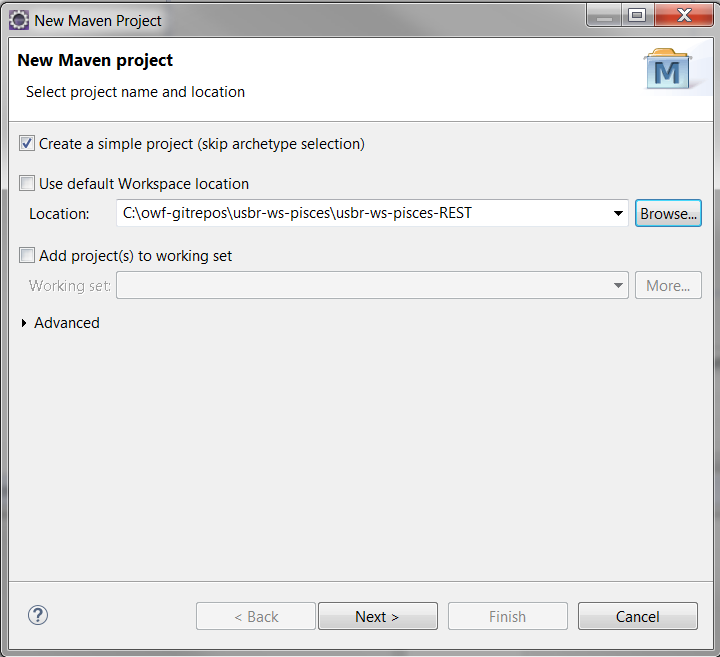 New Maven Project
New Maven project
M
Select project name and location
Create a simple project (skip archetype selection)
Use default Workspace location
Location: C:\owf-gitrepos\usbr-ws-pisces\usbr-ws-pisces-REST Browse...
Add project(s) to working set
Working set: More...
Advanced
? < Back Next > Finish Cancel